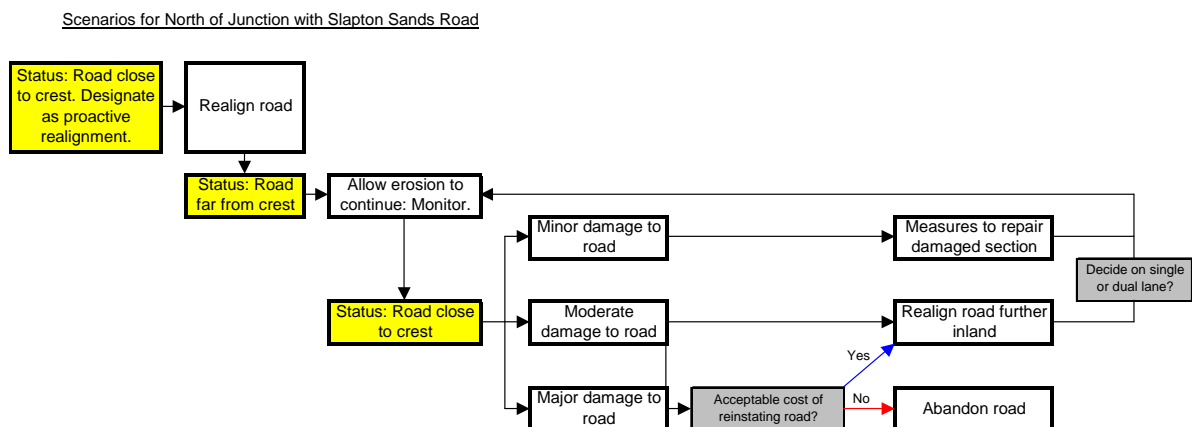 Scenarios for North of Junction with Slapton Sands Road
Status: Road close
to crest. Designate
as proactive
realignment.
Realign road
Status: Road
far from crest
Allow erosion to
continue: Monitor.
Minor damage to
road
Measures to repair
damaged section
Decide on single
or dual lane?
Status: Road close
to crest
Moderate
damage to road
Realign road further
inland
Yes
Major damage to
road
Acceptable cost of
reinstating road?
No
Abandon road